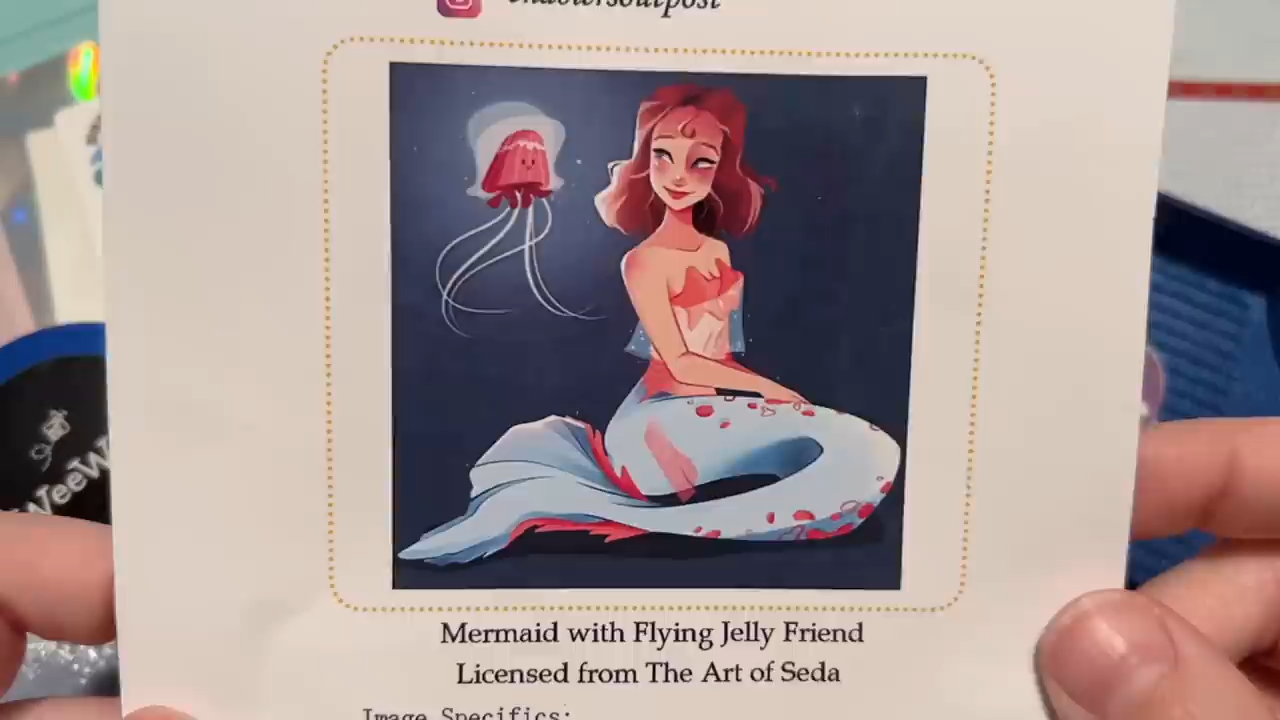 Mermaid with Flying Jelly Friend
Licensed from The Art of Seda
Image Specifics: